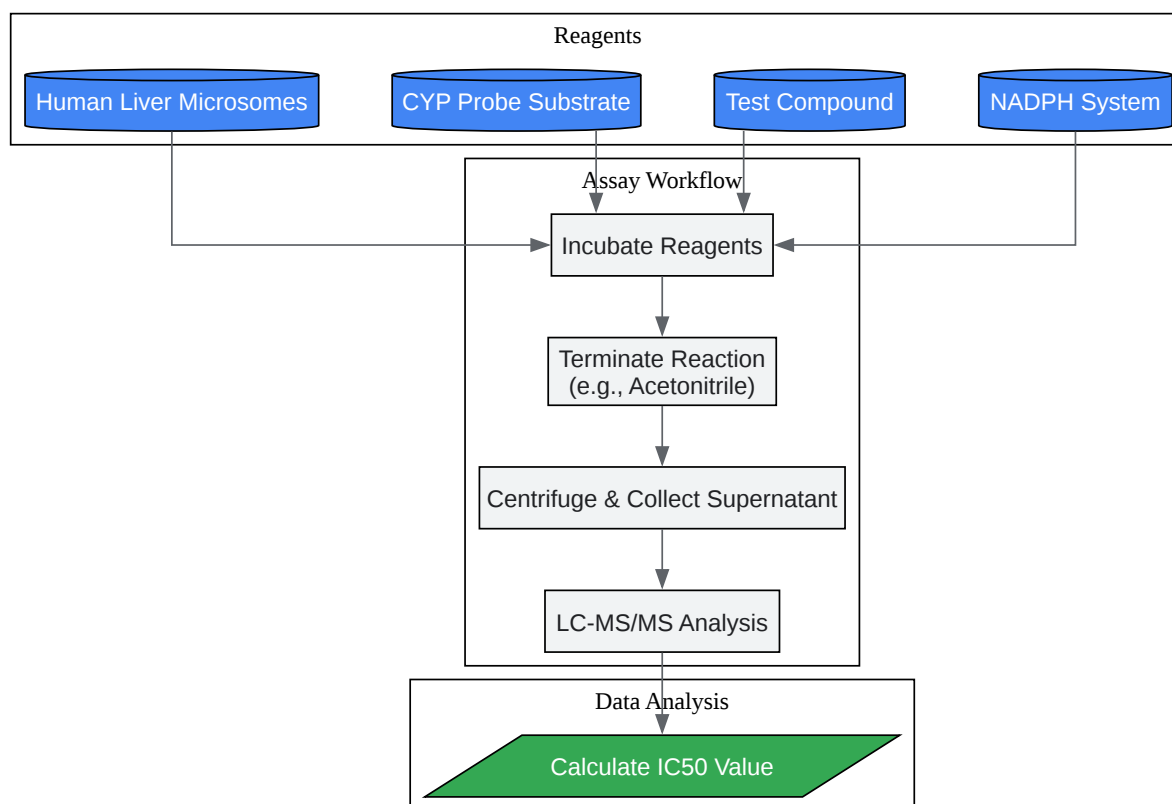 Reagents
Human Liver Microsomes
CYP Probe Substrate
Test Compound
NADPH System
Assay Workflow
Incubate Reagents
Terminate Reaction
(e.g., Acetonitrile)
Centrifuge & Collect Supernatant
LC-MS/MS Analysis
Data Analysis
Calculate IC50 Value